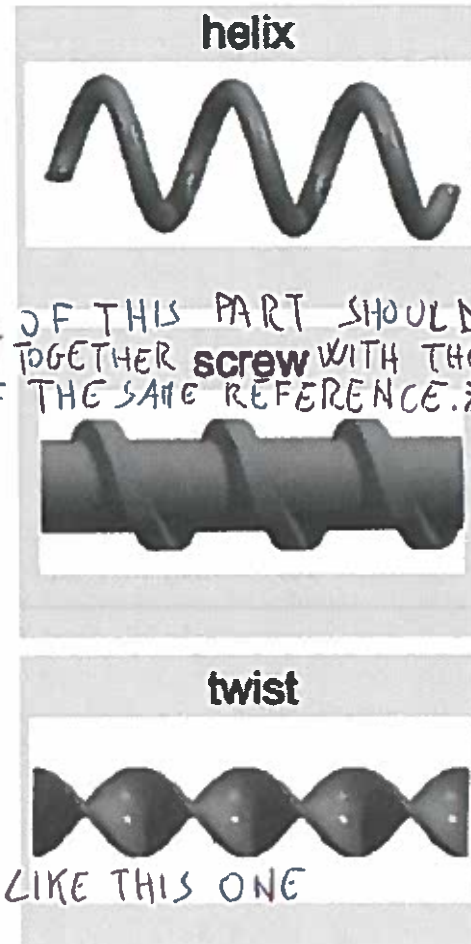 helix
OF THIS PART SHOULD
TOGETHER screw WITH THE
THE SAME REFERENCE.
twist
LIKE THIS ONE